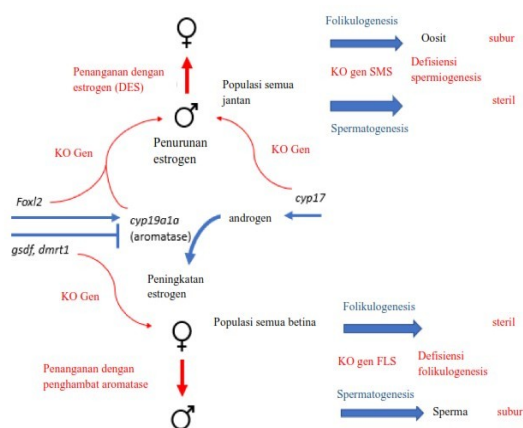 Folikulogenesis
Oosit
subur
Penanganan dengan
estrogen (DES)
Populasi semua
jantan
KO gen SMS
Defisiensi
spermiogenesis
steril
Spermatogenesis
KO Gen
Penurunan
estrogen
KO Gen
Foxl2
cyp19a1a
(aromatase)
androgen
cyp17
gsdf, dmrt1
KO Gen
Peningkatan
estrogen
Populasi semua betina
Folikulogenesis
steril
KO gen FLS
Defisiensi
folikulogenesis
Penanganan dengan
penghambat aromatase
Spermatogenesis
Sperma
subur